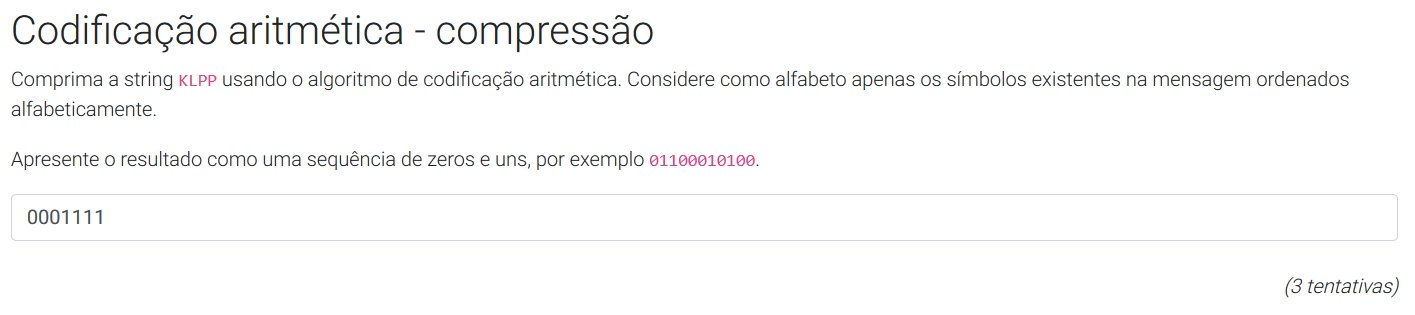 Codificação aritmética - compressão
Comprima a string KLPP usando o algoritmo de codificação aritmética. Considere como alfabeto apenas os símbolos existentes na mensagem ordenados
alfabeticamente.
Apresente o resultado como uma sequência de zeros e uns, por exemplo 01100010100.
0001111
(3 tentativas)